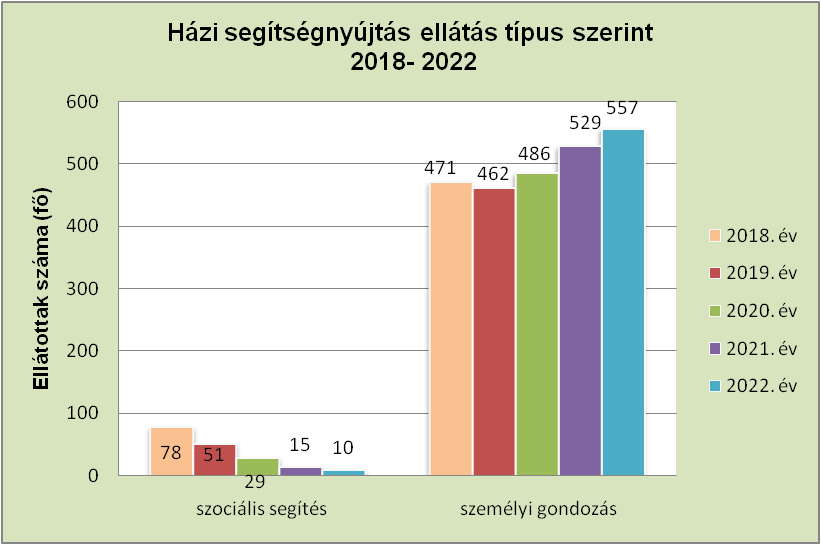 Házi segítségnyújtás ellátás típus szerint
2018- 2022
Ellátottak száma (fő)
600
500
400
300
200
100
0
78
51
29
15
10
471
462
486
529
557
szociális segítés
személyi gondozás
2018. év
2019. év
2020. év
2021. év
2022. év